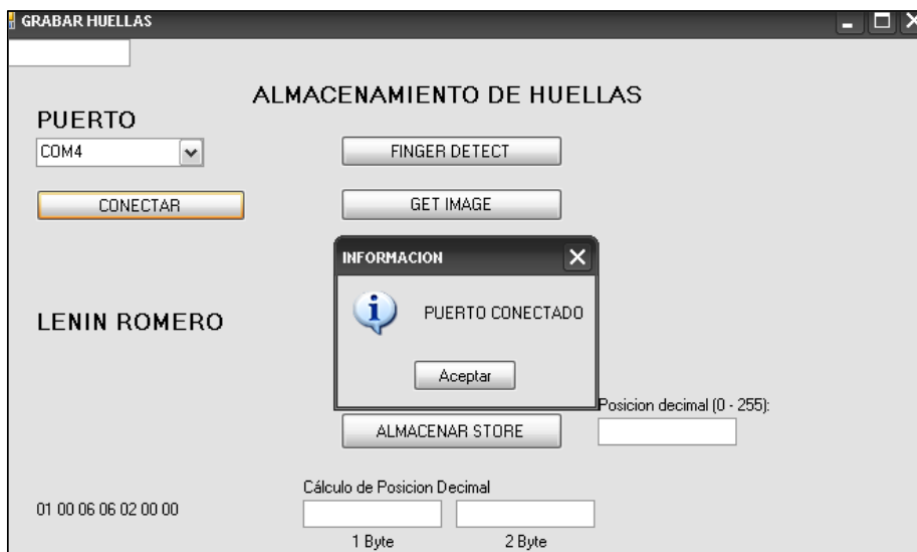 GRABAR HUELLAS
ALMACENAMIENTO DE HUELLAS
PUERTO
COM4
FINGER DETECT
CONECTAR
GET IMAGE
INFORMACION
PUERTO CONECTADO
LENIN ROMERO
Aceptar
Posicion decimal (0 - 255):
ALMACENAR STORE
Cálculo de Posicion Decimal
01 00 06 06 02 00 00
1 Byte
2 Byte